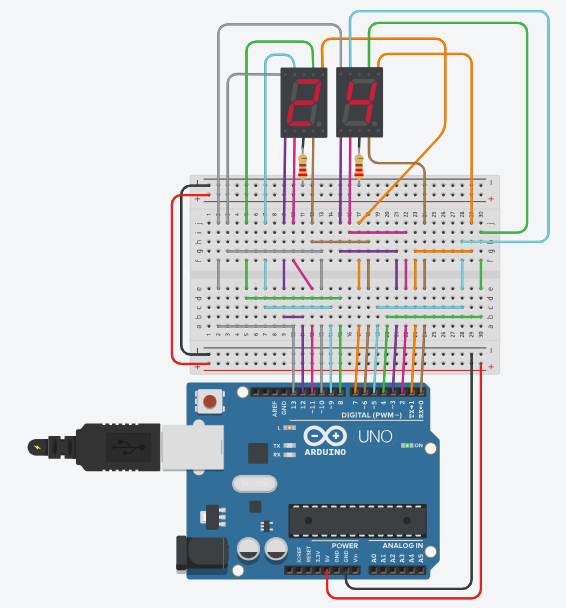 2 4
- -
+ +
j j
i i
h h
g g
f f
e e
d d
c c
b b
a a
- -
+ +
AREF GND 13 12 ~11 ~10 ~9 8 7 ~6 ~5 4 ~3 2 TX→1 RX←0
DIGITAL (PWM~)
L
TX
RX
UNO
ARDUINO
ON
POWER ANALOG IN
IOREF RESET 3.3V 5V GND GND Vin A0 A1 A2 A3 A4 A5